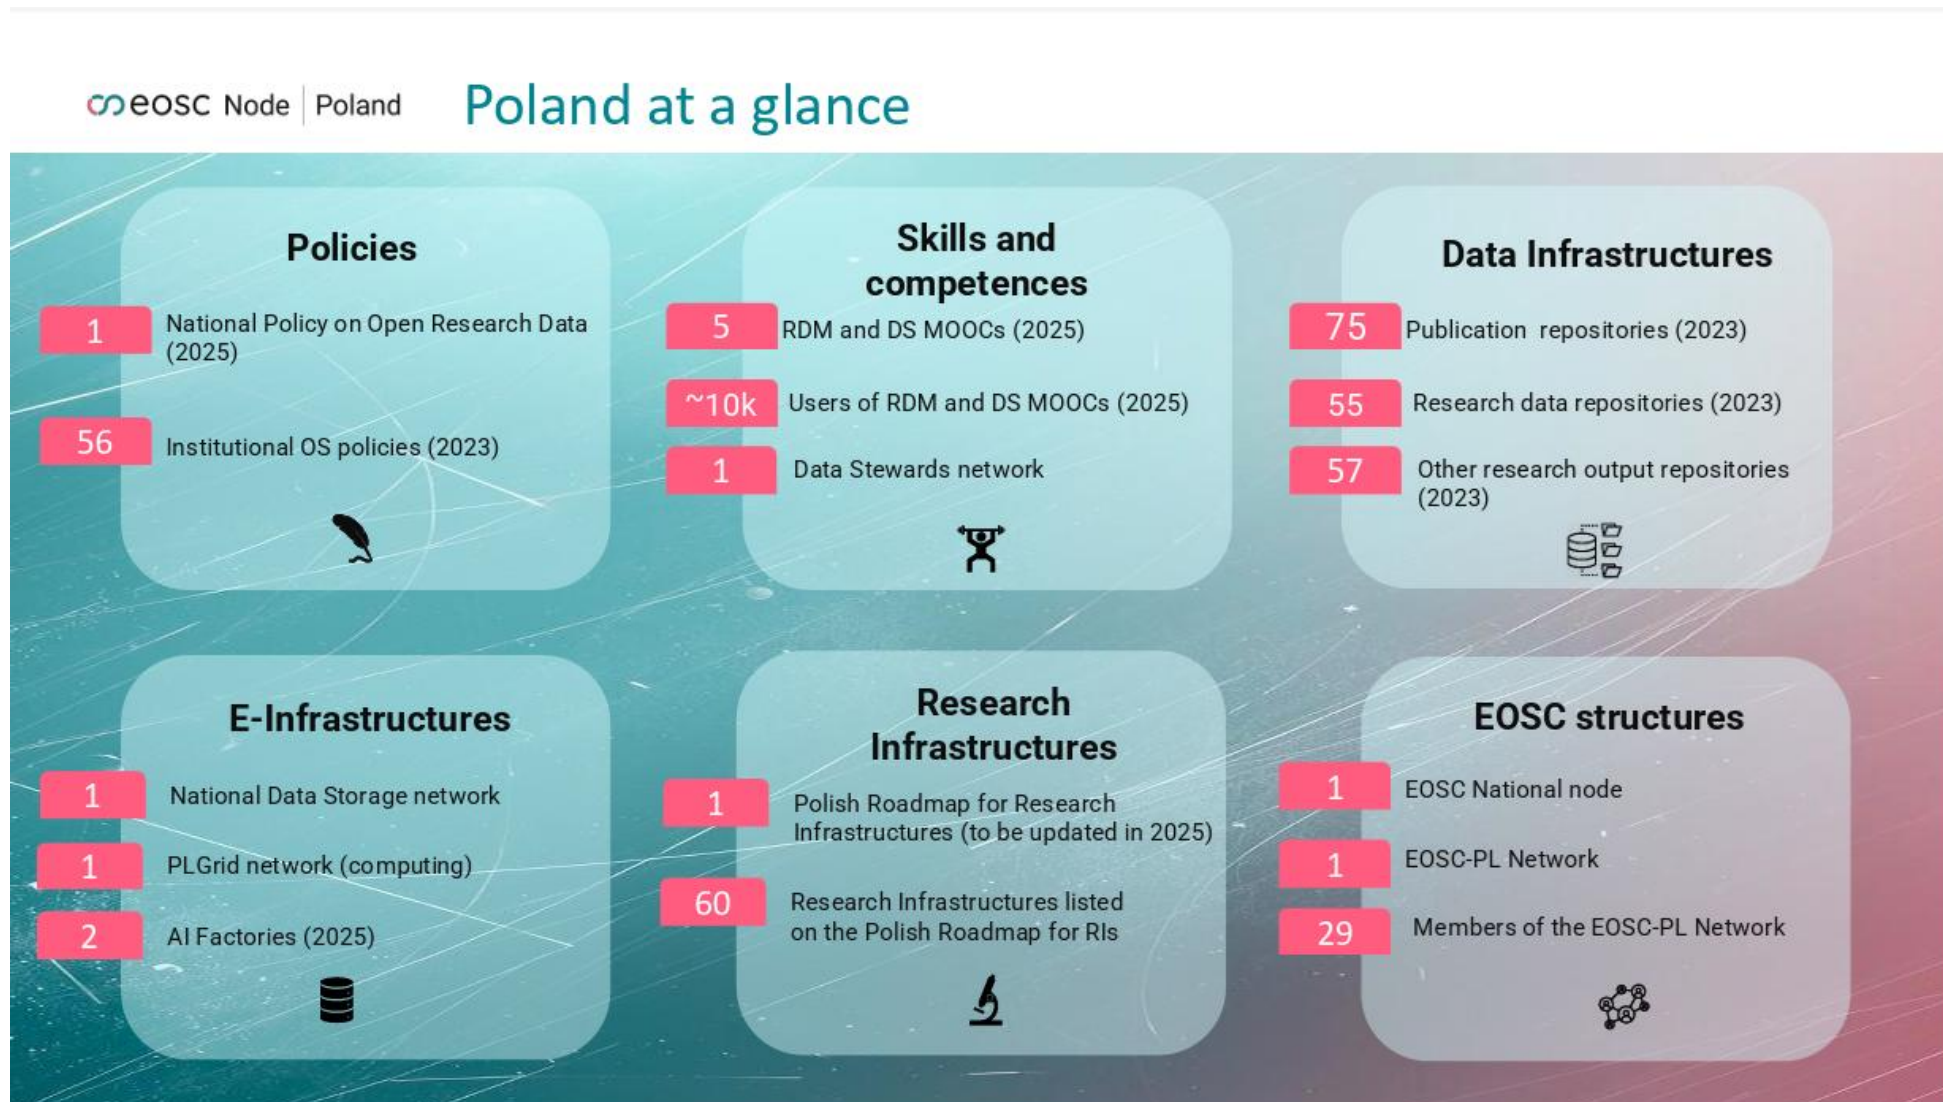 eosc Node | Poland
Poland at a glance
Policies
1
National Policy on Open Research Data
(2025)
56
Institutional OS policies (2023)
Skills and
competences
5
RDM and DS MOOCs (2025)
~10k
Users of RDM and DS MOOCs (2025)
1
Data Stewards network
Data Infrastructures
75
Publication repositories (2023)
55
Research data repositories (2023)
57
Other research output repositories
(2023)
E-Infrastructures
1
National Data Storage network
1
PLGrid network (computing)
2
AI Factories (2025)
Research
Infrastructures
1
Polish Roadmap for Research
Infrastructures (to be updated in 2025)
60
Research Infrastructures listed
on the Polish Roadmap for RIs
EOSC structures
1
EOSC National node
1
EOSC-PL Network
29
Members of the EOSC-PL Network